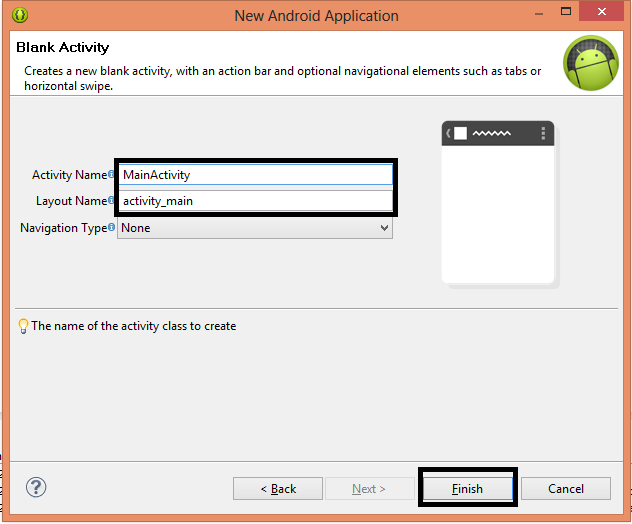 New Android Application
Blank Activity
Creates a new blank activity, with an action bar and optional navigational elements such as tabs or
horizontal swipe.
Activity Name MainActivity
Layout Name activity_main
Navigation Type None
The name of the activity class to create
< Back Next > Finish Cancel